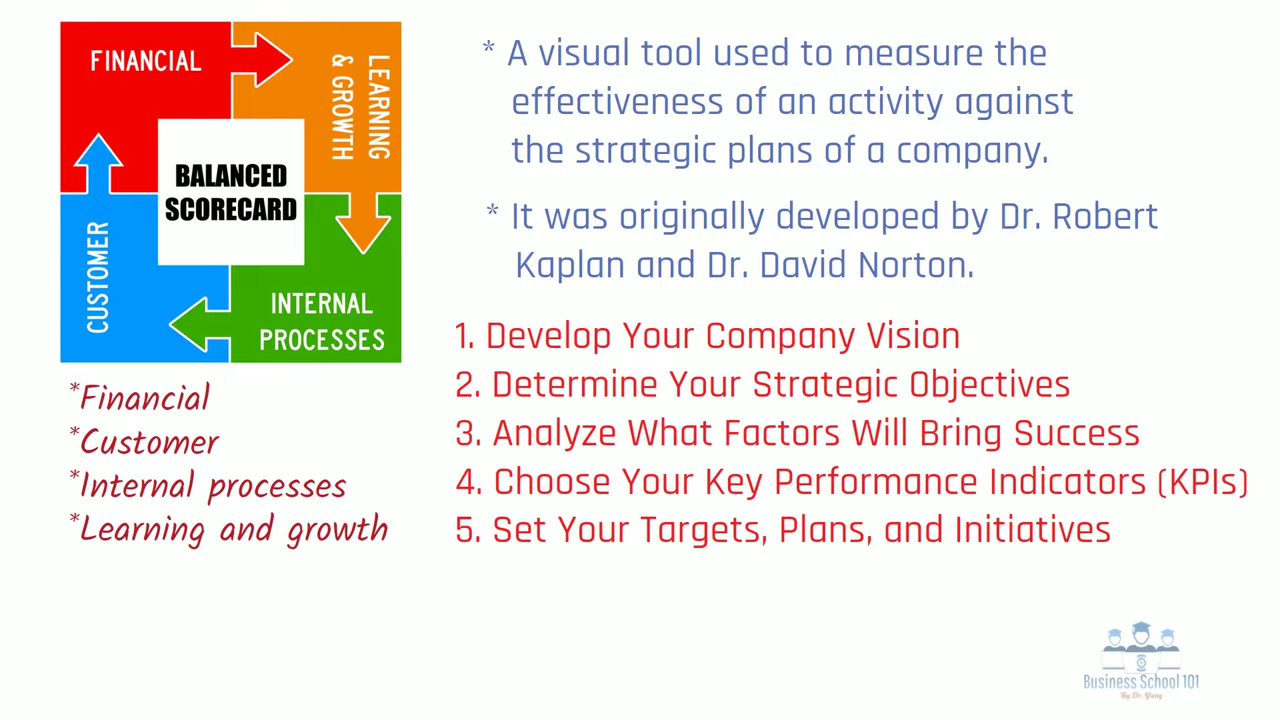 FINANCIAL
LEARNING
& GROWTH
BALANCED
SCORECARD
CUSTOMER
INTERNAL
PROCESSES
*Financial
*Customer
*Internal processes
*Learning and growth
* A visual tool used to measure the
effectiveness of an activity against
the strategic plans of a company.
* It was originally developed by Dr. Robert
Kaplan and Dr. David Norton.
1. Develop Your Company Vision
2. Determine Your Strategic Objectives
3. Analyze What Factors Will Bring Success
4. Choose Your Key Performance Indicators (KPIs)
5. Set Your Targets, Plans, and Initiatives
Business School 101
By Dr. Yang